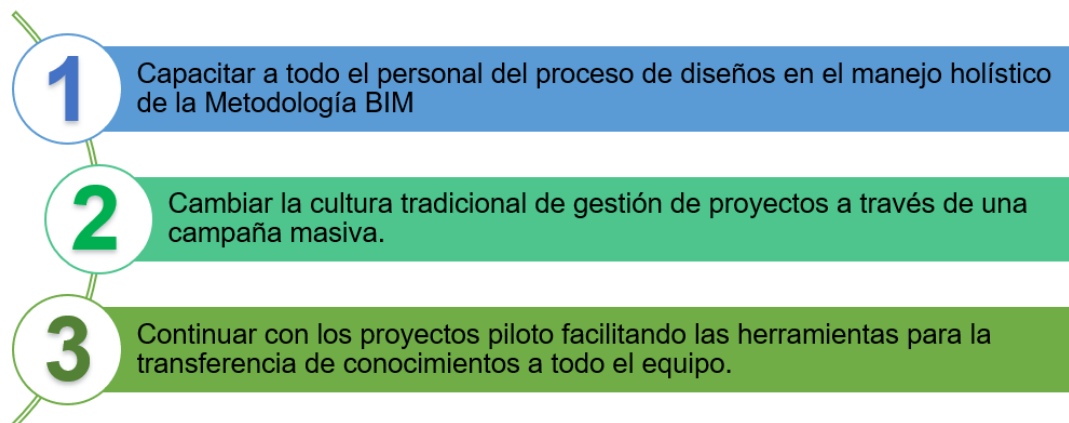 1
Capacitar a todo el personal del proceso de diseños en el manejo holístico
de la Metodología BIM
2
Cambiar la cultura tradicional de gestión de proyectos a través de una
campaña masiva.
3
Continuar con los proyectos piloto facilitando las herramientas para la
transferencia de conocimientos a todo el equipo.